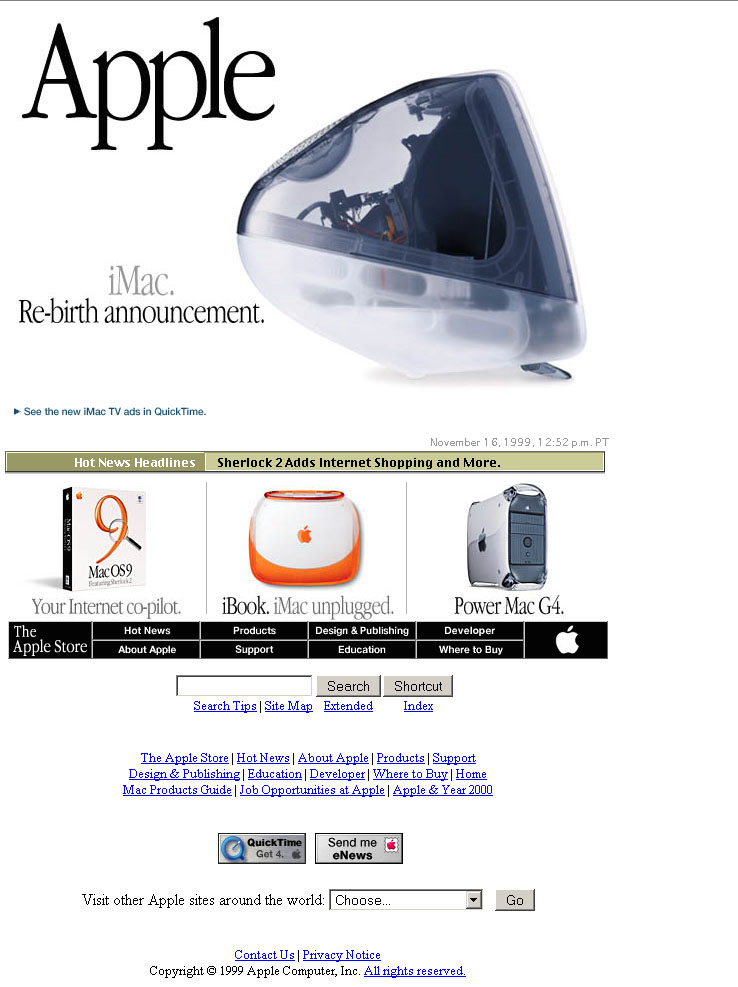 Apple
iMac.
Re-birth announcement.
See the new iMac TV ads in QuickTime.
November 16, 1999, 12:52 p.m. PT
Hot News Headlines Sherlock 2 Adds Internet Shopping and More.
Mac OS 9
9
Mac OS 9
Featuring Sherlock 2
Your Internet co-pilot.
iBook. iMac unplugged.
Power Mac G4.
The Apple Store
Hot News Products Design & Publishing Developer
About Apple Support Education Where to Buy
Search Shortcut
Search Tips | Site Map Extended Index
The Apple Store | Hot News | About Apple | Products | Support
Design & Publishing | Education | Developer | Where to Buy | Home
Mac Products Guide | Job Opportunities at Apple | Apple & Year 2000
QuickTime
Get 4.
Send me
eNews
Visit other Apple sites around the world: Choose... Go
Contact Us | Privacy Notice
Copyright © 1999 Apple Computer, Inc. All rights reserved.